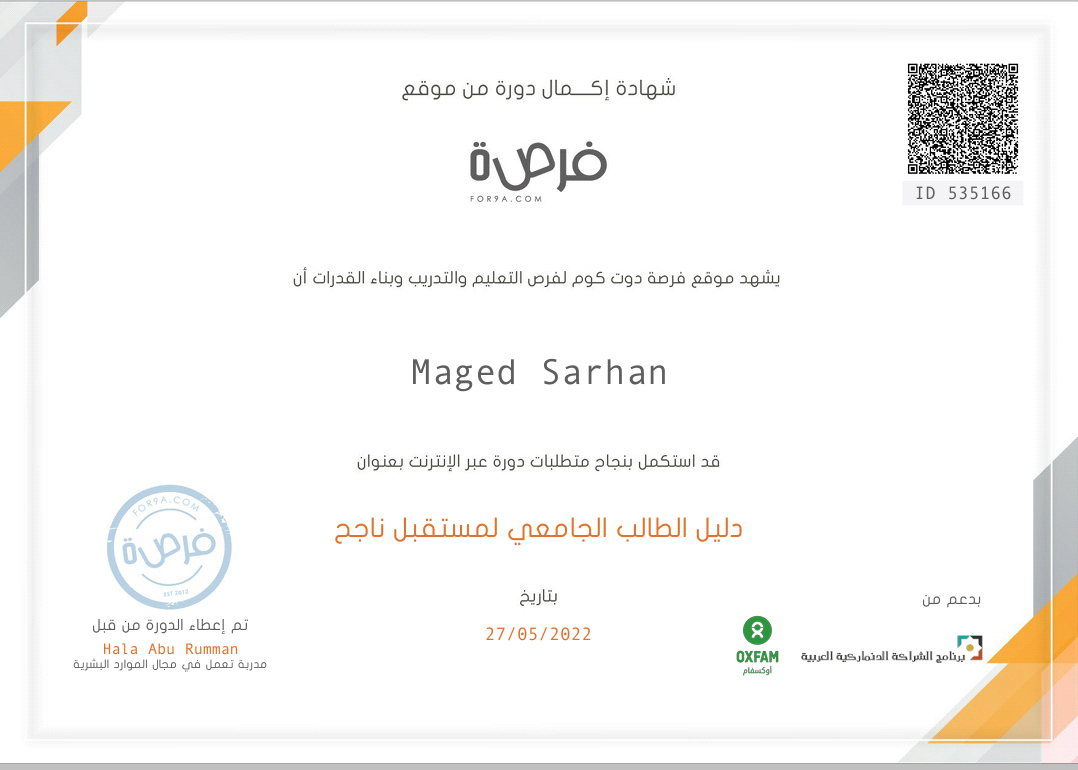 شهادة إكـــمال دورة من موقع
فرصة
FOR9A.COM
ID 535166
يشهد موقع فرصة دوت كوم لفرص التعليم والتدريب وبناء القدرات أن
Maged Sarhan
قد استكمل بنجاح متطلبات دورة عبر الإنترنت بعنوان
دليل الطالب الجامعي لمستقبل ناجح
بتاريخ
27/05/2022
بدعم من
برنامج الشراكة الدنماركية العربية
OXFAM
أوكسفام
FOR9A.COM
فرصة
EST 2012
تم إعطاء الدورة من قبل
Hala Abu Rumman
مدربة تعمل في مجال الموارد البشرية